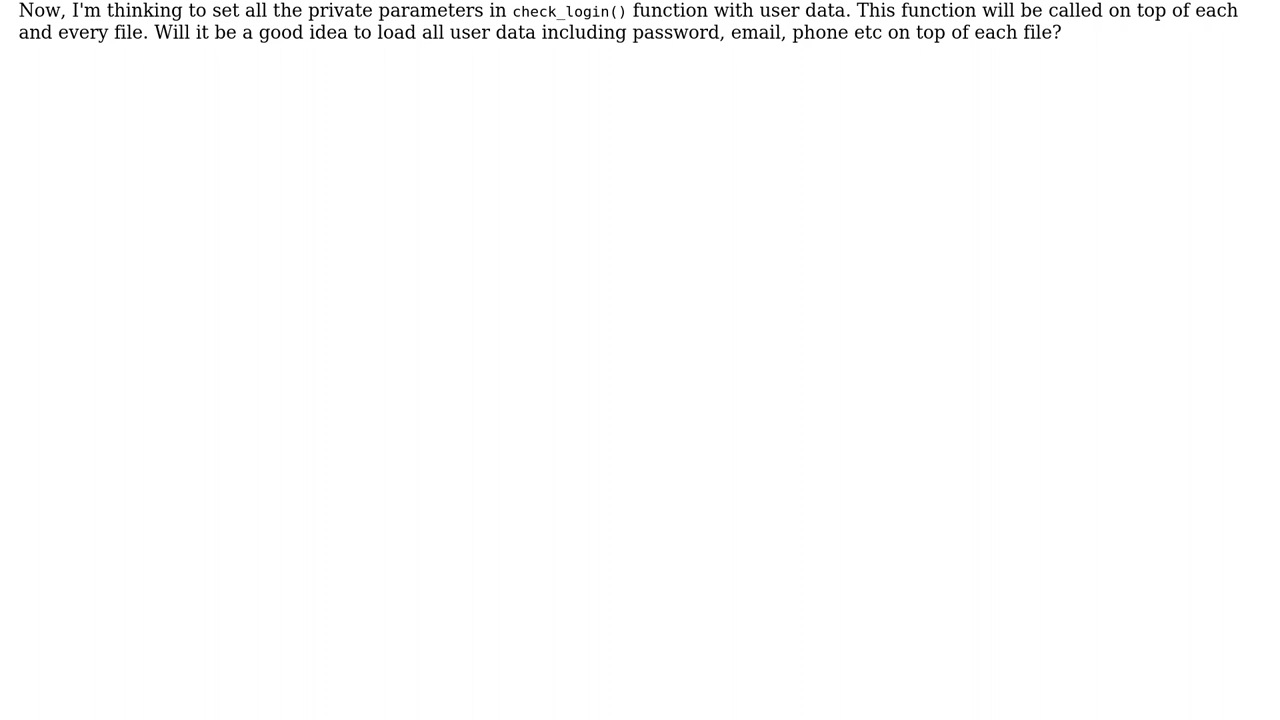 Now, I'm thinking to set all the private parameters in check_login() function with user data. This function will be called on top of each
and every file. Will it be a good idea to load all user data including password, email, phone etc on top of each file?